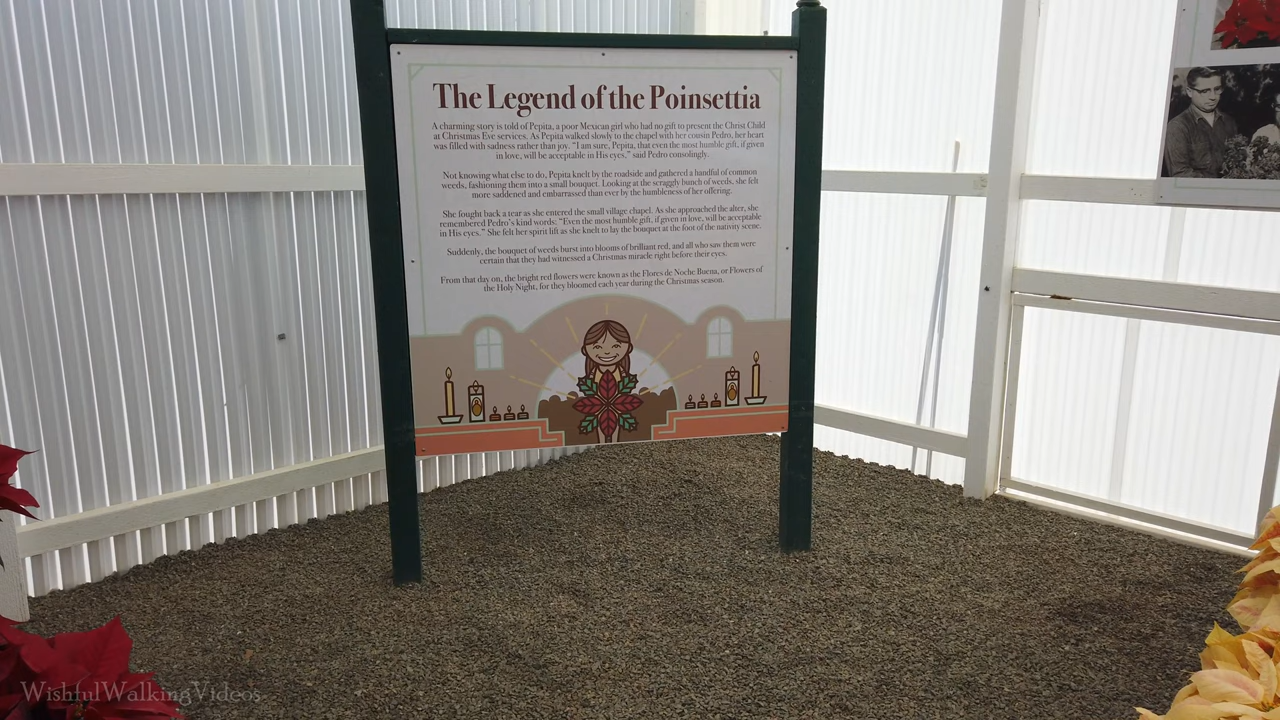 The Legend of the Poinsettia
A charming story is told of Pepita, a poor Mexican girl who had no gift to present the Christ Child
at Christmas Eve services. As Pepita walked slowly to the chapel with her cousin Pedro, her heart
was filled with sadness rather than joy. "I am sure, Pepita, that even the most humble gift, if given
in love, will be acceptable in His eyes," said Pedro consolingly.
Not knowing what else to do, Pepita knelt by the roadside and gathered a handful of common
weeds, fashioning them into a small bouquet. Looking at the scraggly bunch of weeds, she felt
more saddened and embarrassed than ever by the humbleness of her offering.
She fought back a tear as she entered the small village chapel. As she approached the alter, she
remembered Pedro's kind words: "Even the most humble gift, if given in love, will be acceptable
in His eyes." She felt her spirit lift as she knelt to lay the bouquet at the foot of the nativity scene.
Suddenly, the bouquet of weeds burst into blooms of brilliant red, and all who saw them were
certain that they had witnessed a Christmas miracle right before their eyes.
From that day on, the bright red flowers were known as the Flores de Noche Buena, or Flowers of
the Holy Night, for they bloomed each year during the Christmas season.
WishfulWalkingVideos